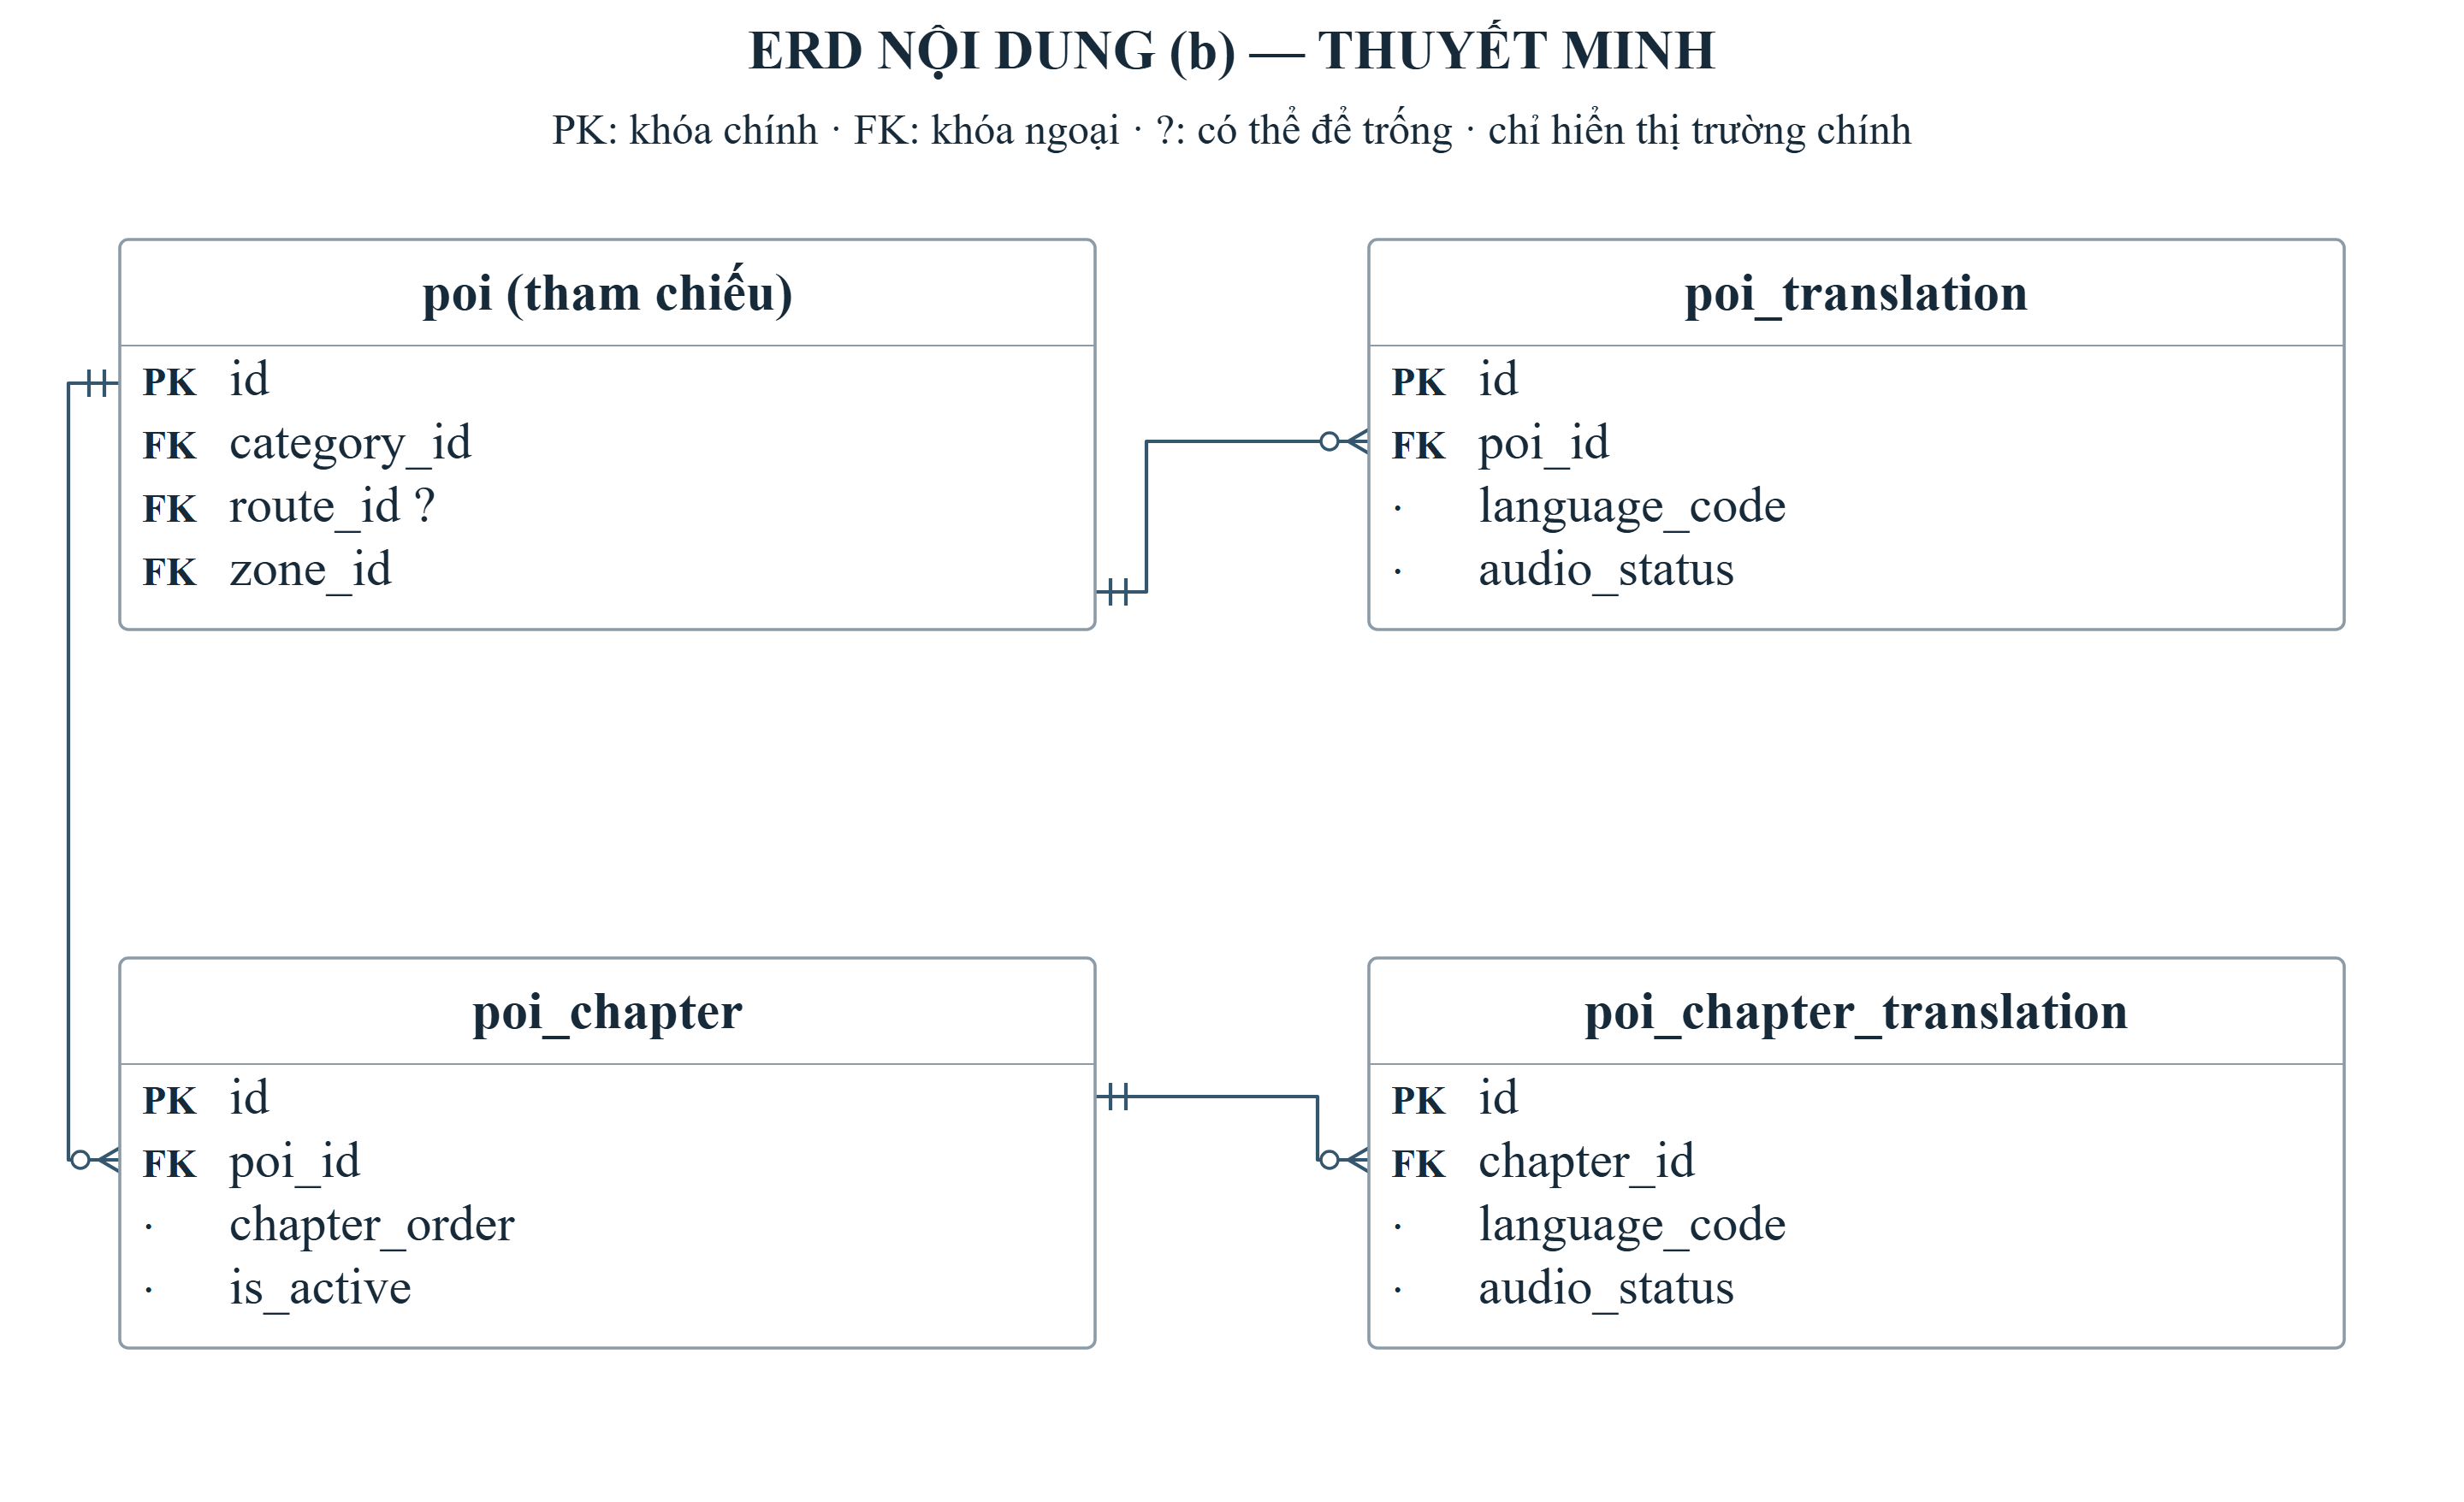 ERD NỘI DUNG (b) — THUYẾT MINH
PK: khóa chính · FK: khóa ngoại · ?: có thể để trống · chỉ hiển thị trường chính
poi (tham chiếu)
PK id
FK category_id
FK route_id ?
FK zone_id
poi_translation
PK id
FK poi_id
· language_code
· audio_status
poi_chapter
PK id
FK poi_id
· chapter_order
· is_active
poi_chapter_translation
PK id
FK chapter_id
· language_code
· audio_status